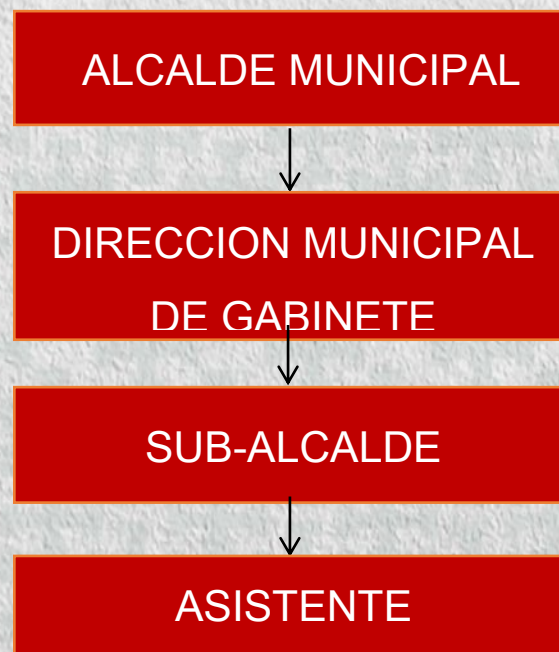 ALCALDE MUNICIPAL
DIRECCION MUNICIPAL
DE GABINETE
SUB-ALCALDE
ASISTENTE